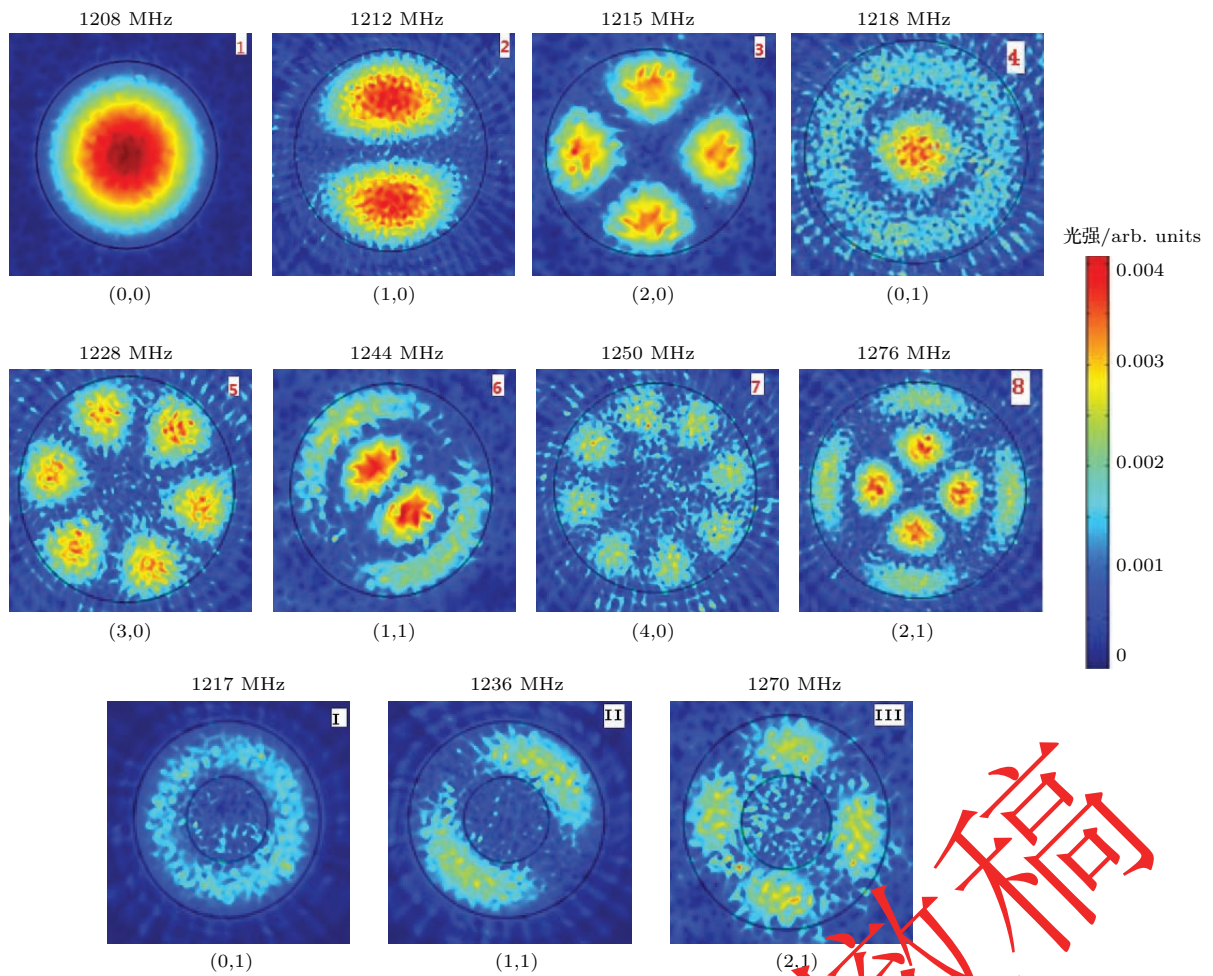 1208 MHz 1212 MHz 1215 MHz 1218 MHz
1 2 3 4
(0,0) (1,0) (2,0) (0,1)
光强/arb. units
0.004
0.003
0.002
0.001
0
1228 MHz 1244 MHz 1250 MHz 1276 MHz
5 6 7 8
(3,0) (1,1) (4,0) (2,1)
1217 MHz 1236 MHz 1270 MHz
I II III
(0,1) (1,1) (2,1)
稿